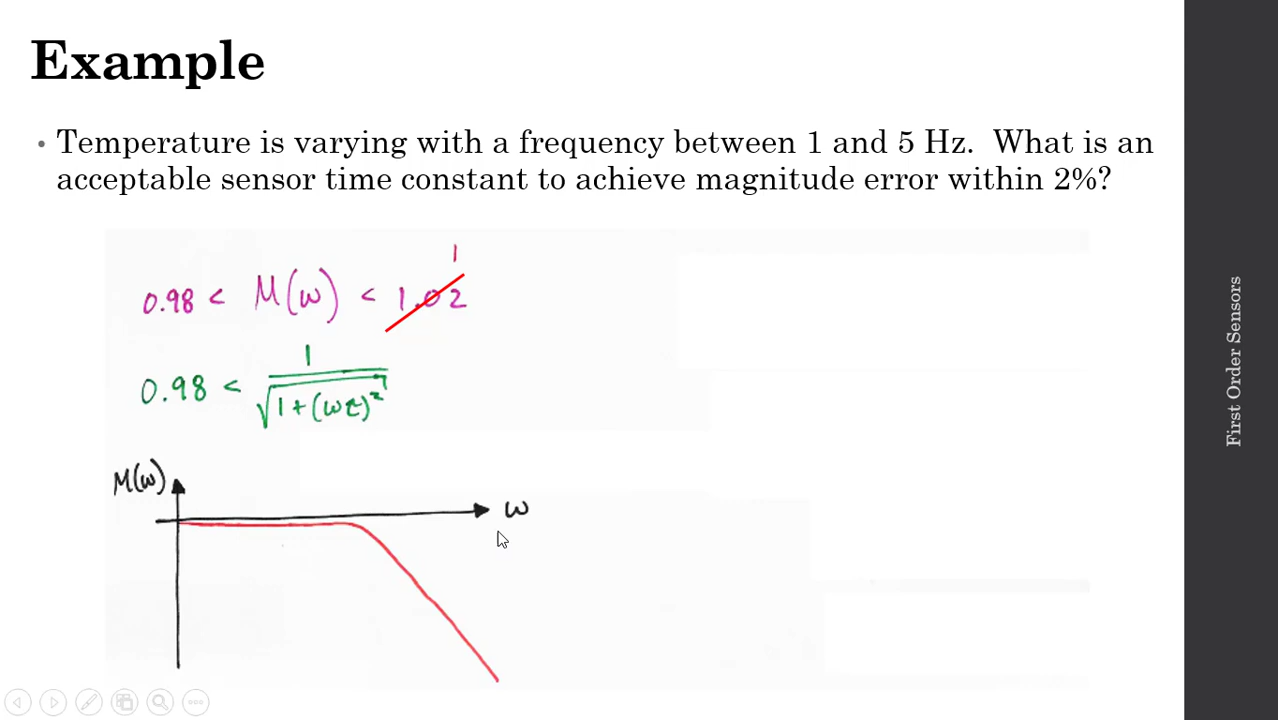 Example
• Temperature is varying with a frequency between 1 and 5 Hz. What is an
acceptable sensor time constant to achieve magnitude error within 2%?
1
0.98 < M(ω) < 1.02
0.98 < 1 / √(1 + (ωτ)²)
M(ω)
ω
First Order Sensors